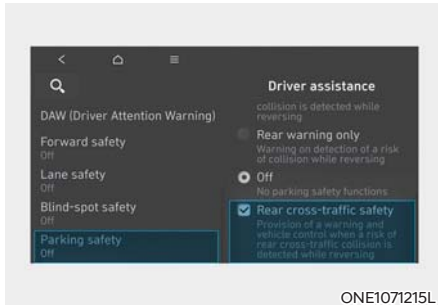 Driver assistance
DAW (Driver Attention Warning)
Forward safety
Off
Lane safety
Off
Blind-spot safety
Off
Parking safety
Off
collision is detected while
reversing
Rear warning only
Warning on detection of a risk
of collision while reversing
Off
No parking safety functions
Rear cross-traffic safety
Provision of a warning and
vehicle control when a risk of
rear cross-traffic collision is
detected while reversing
ONE1071215L